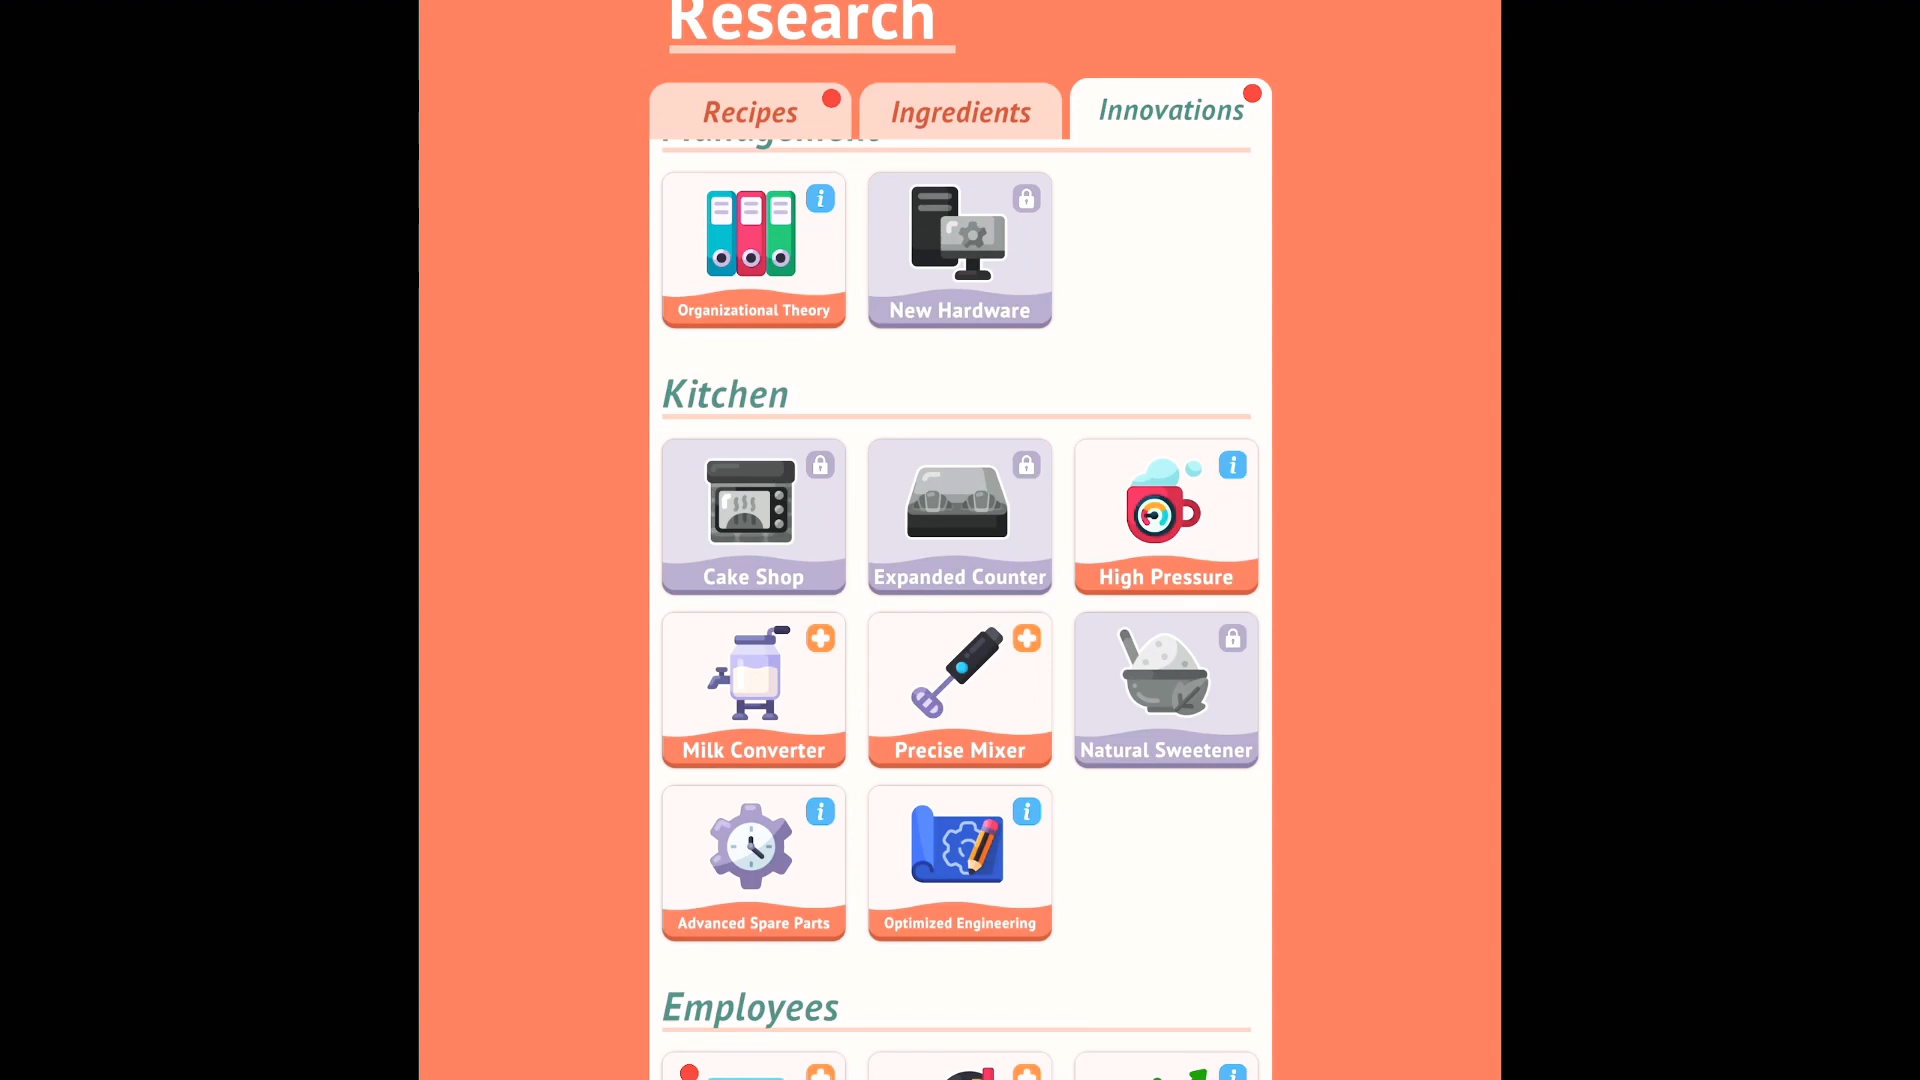 Research
Recipes
Ingredients
Innovations
Management
Organizational Theory
New Hardware
Kitchen
Cake Shop
Expanded Counter
High Pressure
Milk Converter
Precise Mixer
Natural Sweetener
Advanced Spare Parts
Optimized Engineering
Employees